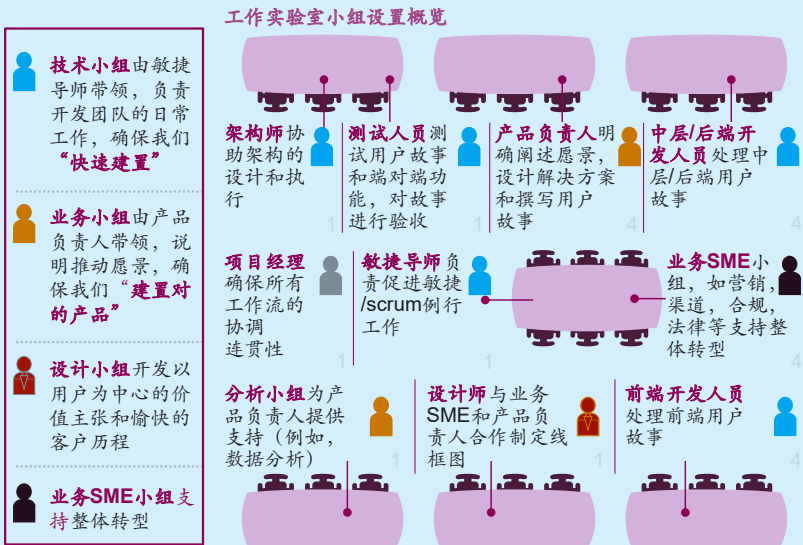 工作实验室小组设置概览
技术小组由敏捷
导师带领，负责
开发团队的日常
工作，确保我们
“快速建置”
业务小组由产品
负责人带领，说
明推动愿景，确
保我们“建置对
的产品”
设计小组开发以
用户为中心的价
值主张和愉快的
客户历程
业务SME小组支
持整体转型
架构师协
助架构的
设计和执
行
1
测试人员测
试用户故事
和端对端功
能，对故事
进行验收
1
产品负责人明
确阐述愿景，
设计解决方案
和撰写用户
故事
4
中层/后端开
发人员处理中
层/后端用户
故事
4
项目经理
确保所有
工作流的
协调
连贯性
1
敏捷导师负
责促进敏捷
/scrum例行
工作
1
业务SME小
组，如营销，
渠道，合规，
法律等支持整
体转型
4
分析小组为产
品负责人提供
支持（例如，
数据分析）
1
设计师与业务
SME和产品负
责人合作制定线
框图
1
前端开发人员
处理前端用户
故事
4